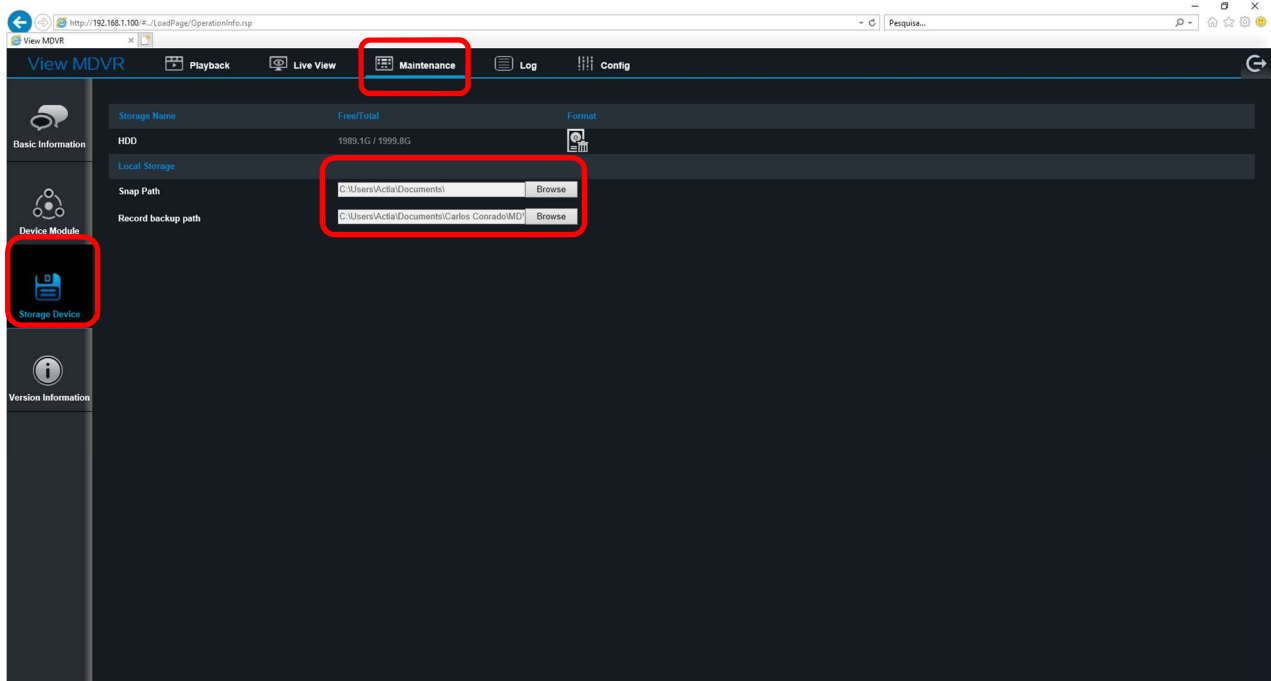 http://192.168.1.100/#../LoadPage/OperationInfo.rsp
Pesquisa...
View MDVR
View MDVR Playback Live View Maintenance Log Config
Basic Information
Device Module
Storage Device
Version Information
Storage Name Free/Total Format
HDD 1989.1G / 1999.8G
Local Storage
Snap Path C:\Users\Actia\Documents\ Browse
Record backup path C:\Users\Actia\Documents\Carlos Conrado\MD Browse